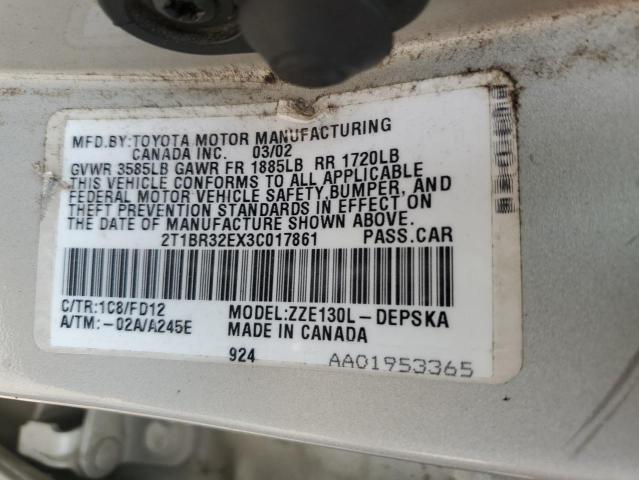 MFD.BY:TOYOTA MOTOR MANUFACTURING
CANADA INC. 03/02
GVWR 3585LB GAWR FR 1885LB RR 1720LB
THIS VEHICLE CONFORMS TO ALL APPLICABLE
FEDERAL MOTOR VEHICLE SAFETY,BUMPER, AND
THEFT PREVENTION STANDARDS IN EFFECT ON
THE DATE OF MANUFACTURE SHOWN ABOVE.
2T1BR32EX3C017861 PASS.CAR
C/TR:1C8/FD12 MODEL:ZZE130L-DEPSKA
A/TM:-02A/A245E MADE IN CANADA
924 AA01953365